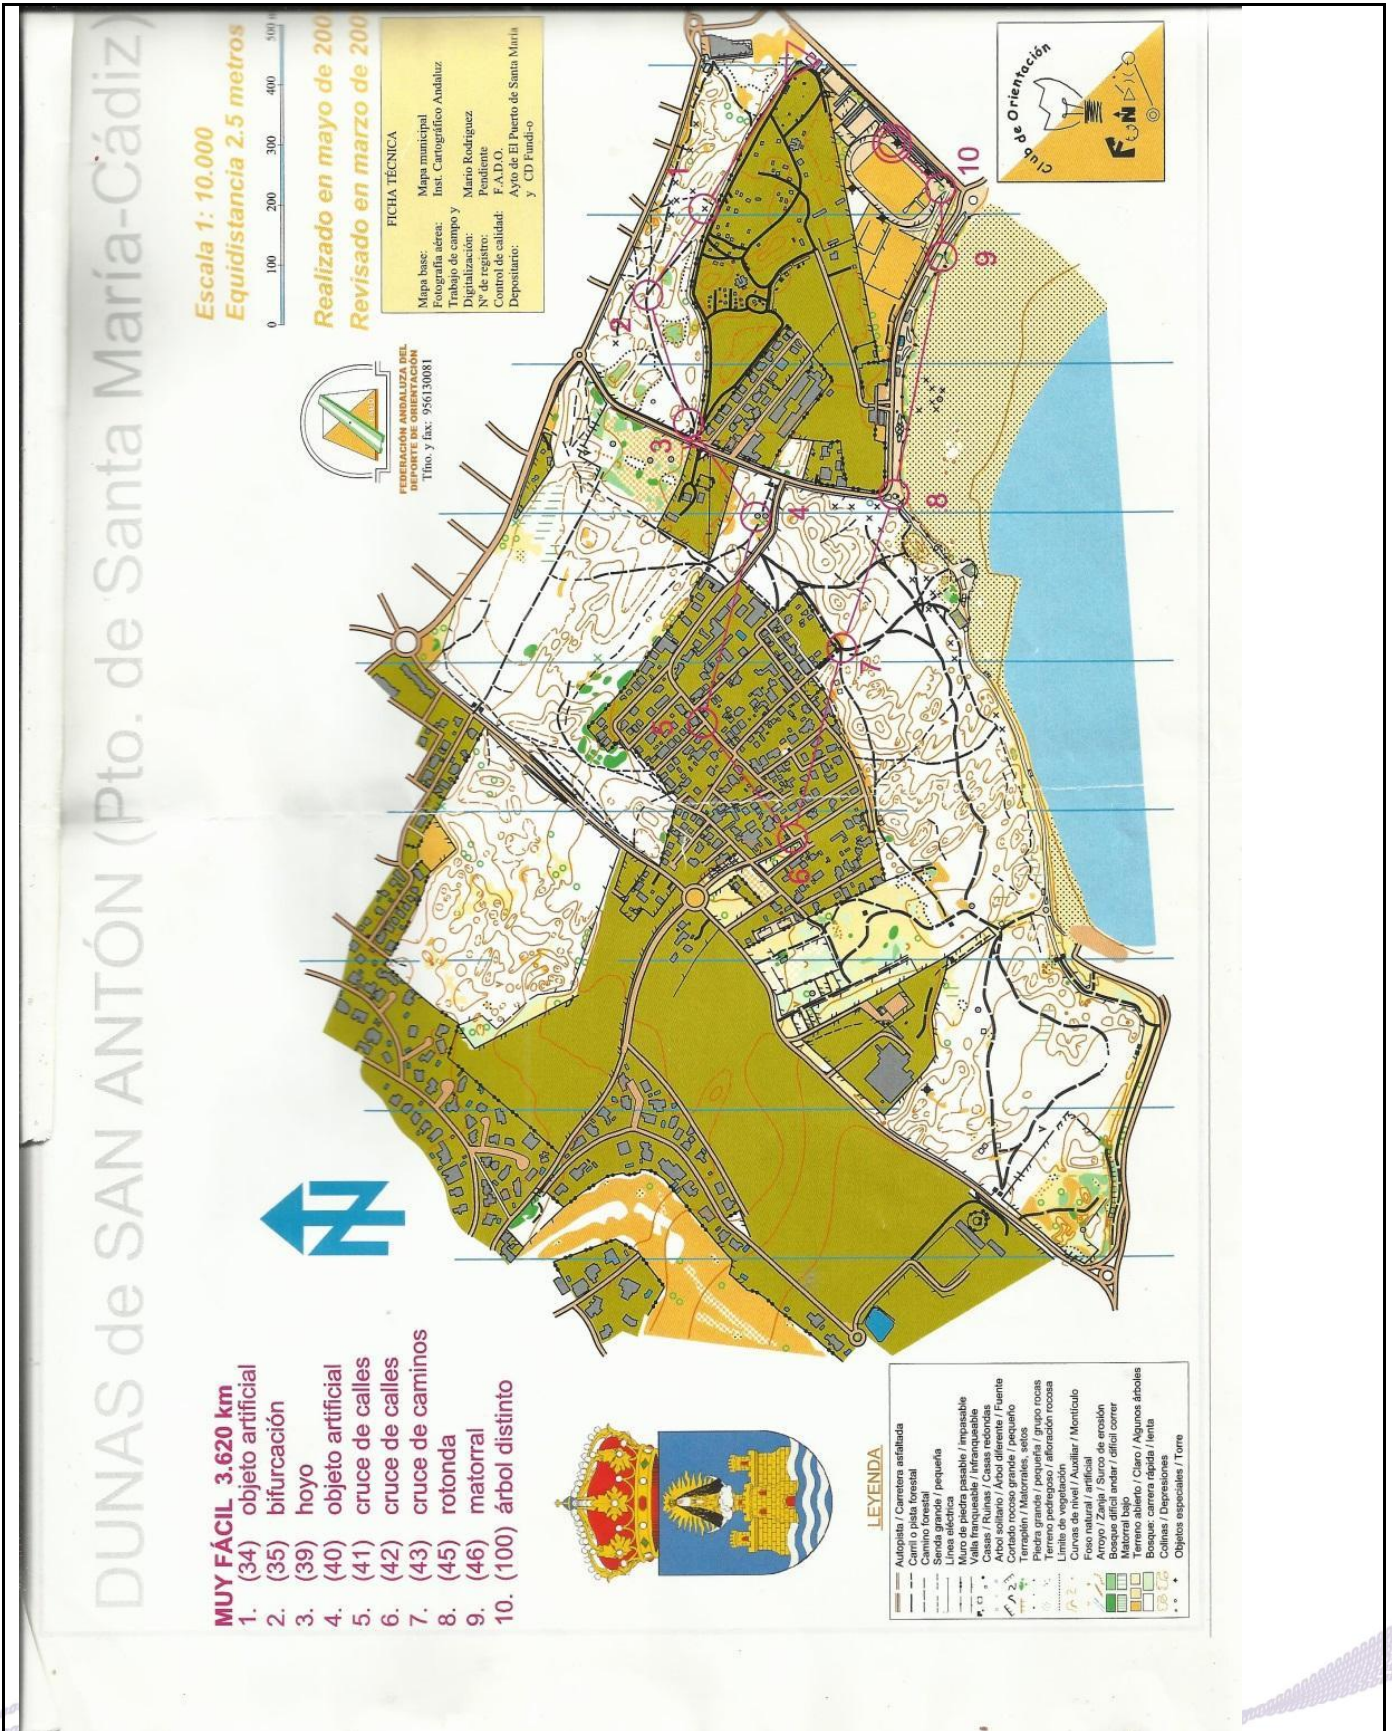 DUNAS de SAN ANTÓN (Pto. de Santa María-Cádiz)
Escala 1: 10.000
Equidistancia 2.5 metros
0 100 200 300 400 500
Realizado en mayo de
Revisado en marzo de
FICHA TÉCNICA
Mapa base: Mapa municipal
Fotografía aérea: Inst. Cartográfico Andaluz
Trabajo de campo y
Digitalización: Mario Rodríguez
Nº de registro: Pendiente
Control de calidad: F.A.D.O.
Depositario: Ayto de El Puerto de Santa María
y CD Fundi-o
FEDERACIÓN ANDALUZA DEL
DEPORTE DE ORIENTACIÓN
Tfno. y fax: 956130081
Club de Orientación
1
2
3
4
5
6
7
8
9
10
MUY FÁCIL 3.620 km
1. (34) objeto artificial
2. (35) bifurcación
3. (39) hoyo
4. (40) objeto artificial
5. (41) cruce de calles
6. (42) cruce de calles
7. (43) cruce de caminos
8. (45) rotonda
9. (46) matorral
10. (100) árbol distinto
LEYENDA
Autopista / Carretera asfaltada
Carril o pista forestal
Camino forestal
Senda grande / pequeña
Línea eléctrica
Muro de piedra pasable / impasable
Valla franqueable / infranqueable
Casas / Ruinas / Casas redondas
Arbol solitario / Arbol diferente / Fuente
Cortado rocoso grande / pequeño
Terraplén / Matorrales, setos
Piedra grande / pequeña / grupo rocas
Terreno pedregoso / afloración rocosa
Límite de vegetación
Curvas de nivel / Auxiliar / Montículo
Foso natural / artificial
Arroyo / Zanja / Surco de erosión
Bosque difícil andar / difícil correr
Matorral bajo
Terreno abierto / Claro / Algunos árboles
Bosque: carrera rápida / lenta
Colinas / Depresiones
Objetos especiales / Torre